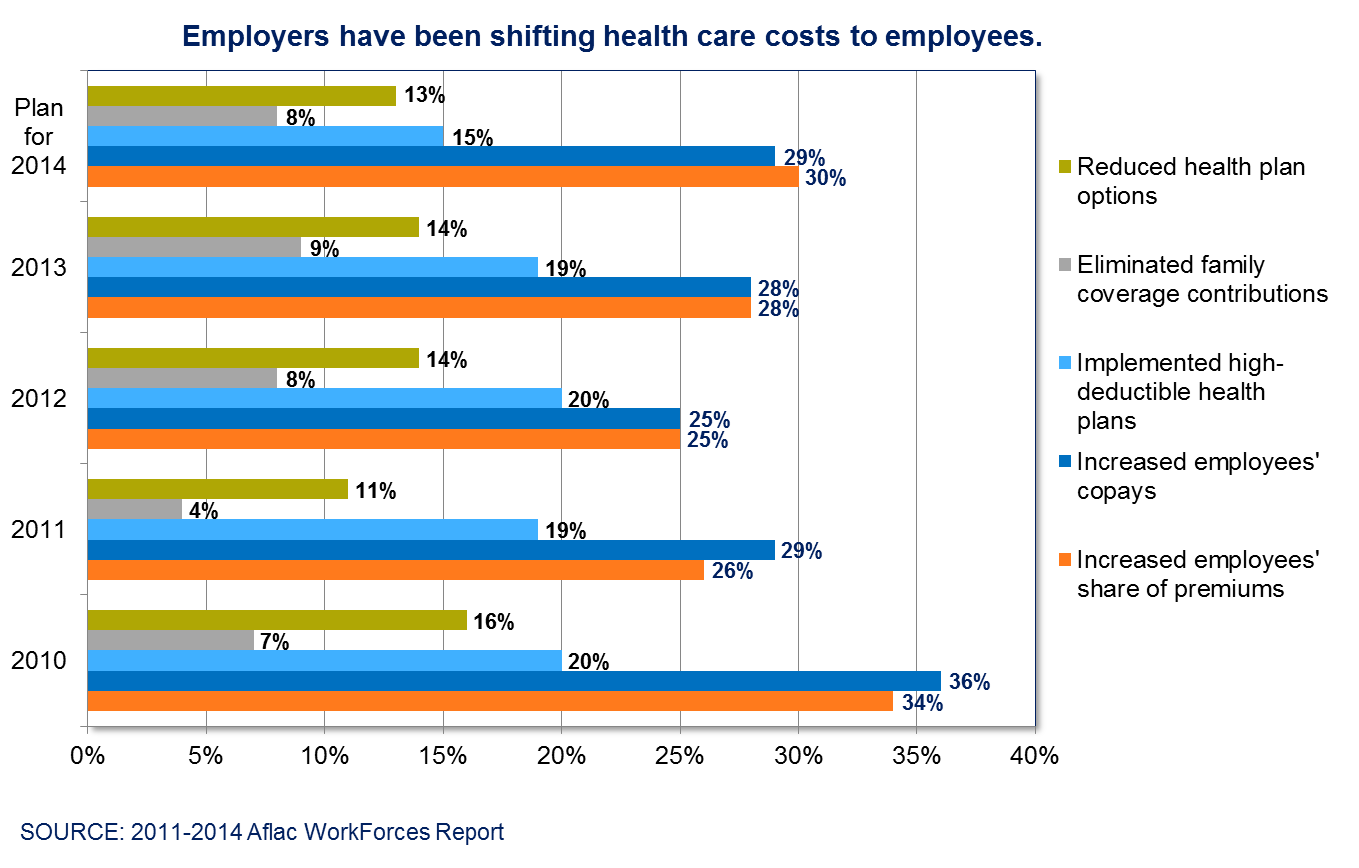 Employers have been shifting health care costs to employees.
Plan
for
2014
13%
8%
15%
29%
30%
2013
14%
9%
19%
28%
28%
2012
14%
8%
20%
25%
25%
2011
11%
4%
19%
29%
26%
2010
16%
7%
20%
36%
34%
0% 5% 10% 15% 20% 25% 30% 35% 40%
Reduced health plan
options
Eliminated family
coverage contributions
Implemented high-
deductible health
plans
Increased employees'
copays
Increased employees'
share of premiums
SOURCE: 2011-2014 Aflac WorkForces Report